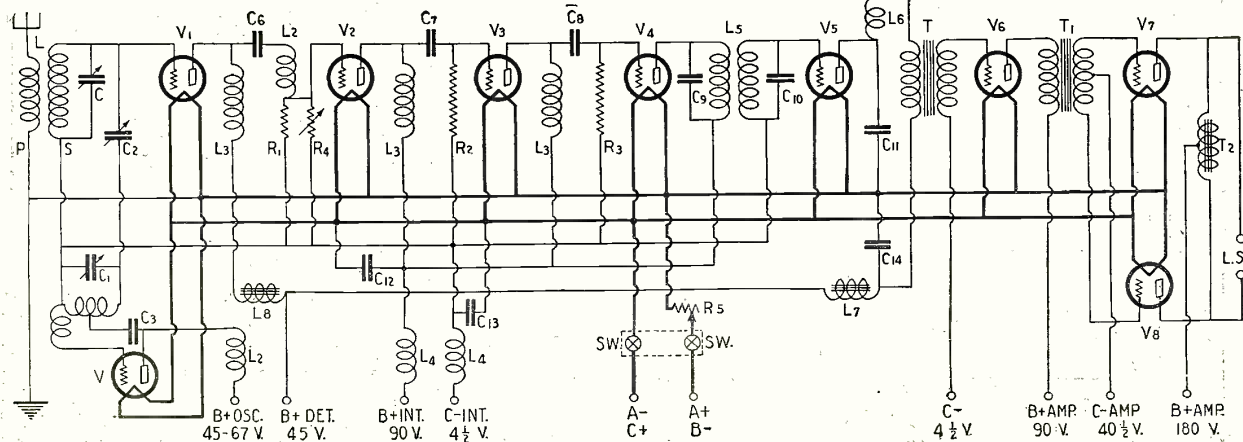 L
P
S
C
C2
V1
C6
L2
L3
R1
R4
V2
C7
L3
R2
V3
C8
L3
R3
V4
C9
L5
C10
V5
L6
C11
T
V6
T1
V7
T2
L.S.
C1
C3
V
L2
L8
C12
C13
L4
L4
R5
SW.
SW.
L7
C14
V8
B+OSC.
45-67 V.
B+ DET.
45 V.
B+INT.
90 V.
C-INT.
4½ V.
A-
C+
A+
B-
C-
4½ V.
B+AMP.
90 V.
C-AMP
40½ V.
B+AMP.
180 V.